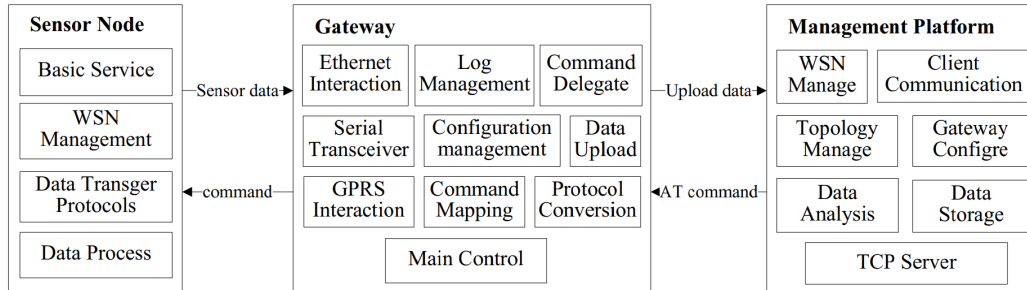 Sensor Node
Basic Service
WSN
Management
Data Transger
Protocols
Data Process
Sensor data
command
Gateway
Ethernet
Interaction
Log
Management
Command
Delegate
Serial
Transceiver
Configuration
management
Data
Upload
GPRS
Interaction
Command
Mapping
Protocol
Conversion
Main Control
Upload data
AT command
Management Platform
WSN
Manage
Client
Communication
Topology
Manage
Gateway
Configre
Data
Analysis
Data
Storage
TCP Server